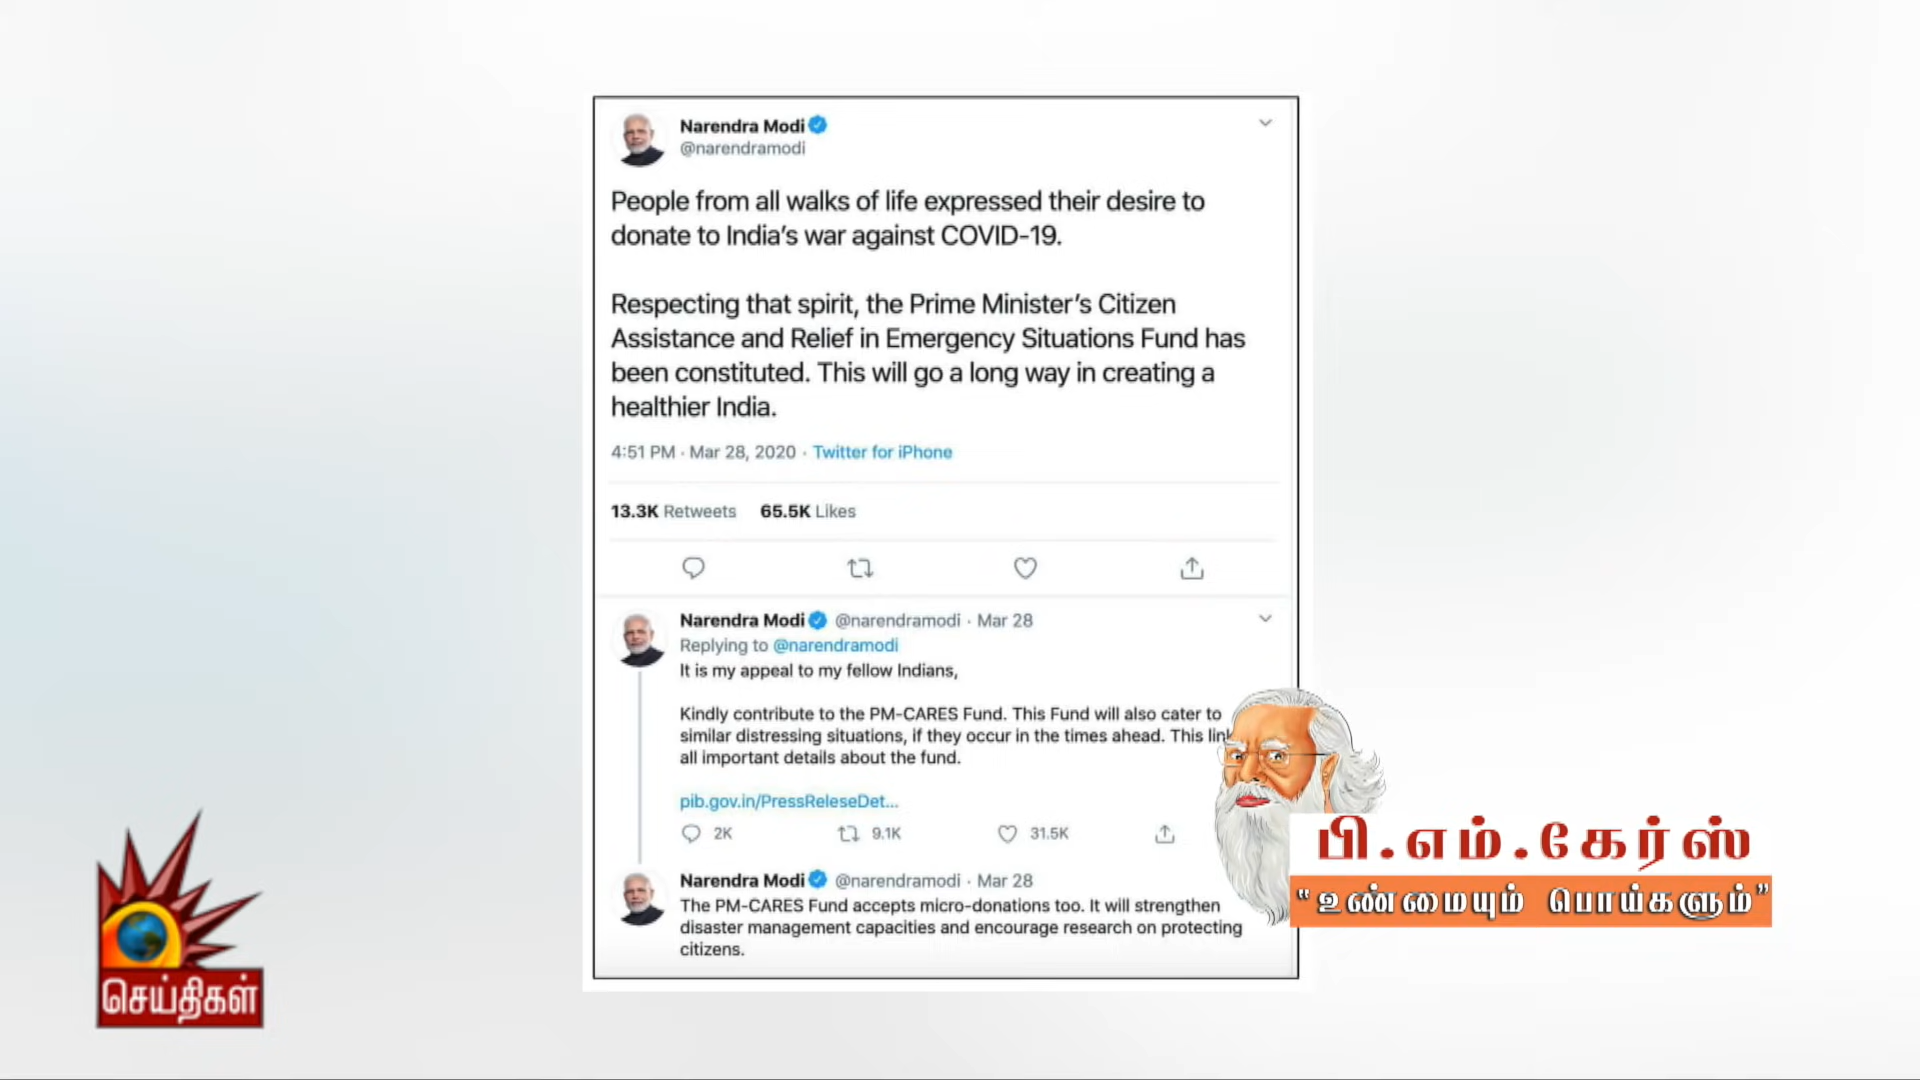 Narendra Modi
@narendramodi
People from all walks of life expressed their desire to
donate to India's war against COVID-19.
Respecting that spirit, the Prime Minister's Citizen
Assistance and Relief in Emergency Situations Fund has
been constituted. This will go a long way in creating a
healthier India.
4:51 PM · Mar 28, 2020 · Twitter for iPhone
13.3K Retweets 65.5K Likes
Narendra Modi @narendramodi · Mar 28
Replying to @narendramodi
It is my appeal to my fellow Indians,
Kindly contribute to the PM-CARES Fund. This Fund will also cater to
similar distressing situations, if they occur in the times ahead. This link
all important details about the fund.
pib.gov.in/PressReleseDet...
2K 9.1K 31.5K
Narendra Modi @narendramodi · Mar 28
The PM-CARES Fund accepts micro-donations too. It will strengthen
disaster management capacities and encourage research on protecting
citizens.
பி.எம்.கேர்ஸ்
"உண்மையும் பொய்களும்"
செய்திகள்